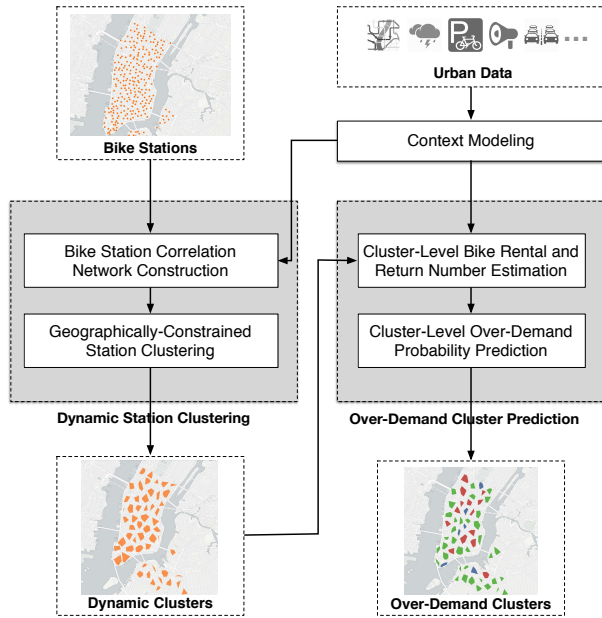 Bike Stations
Urban Data
Context Modeling
Bike Station Correlation
Network Construction
Cluster-Level Bike Rental and
Return Number Estimation
Geographically-Constrained
Station Clustering
Cluster-Level Over-Demand
Probability Prediction
Dynamic Station Clustering
Over-Demand Cluster Prediction
Dynamic Clusters
Over-Demand Clusters